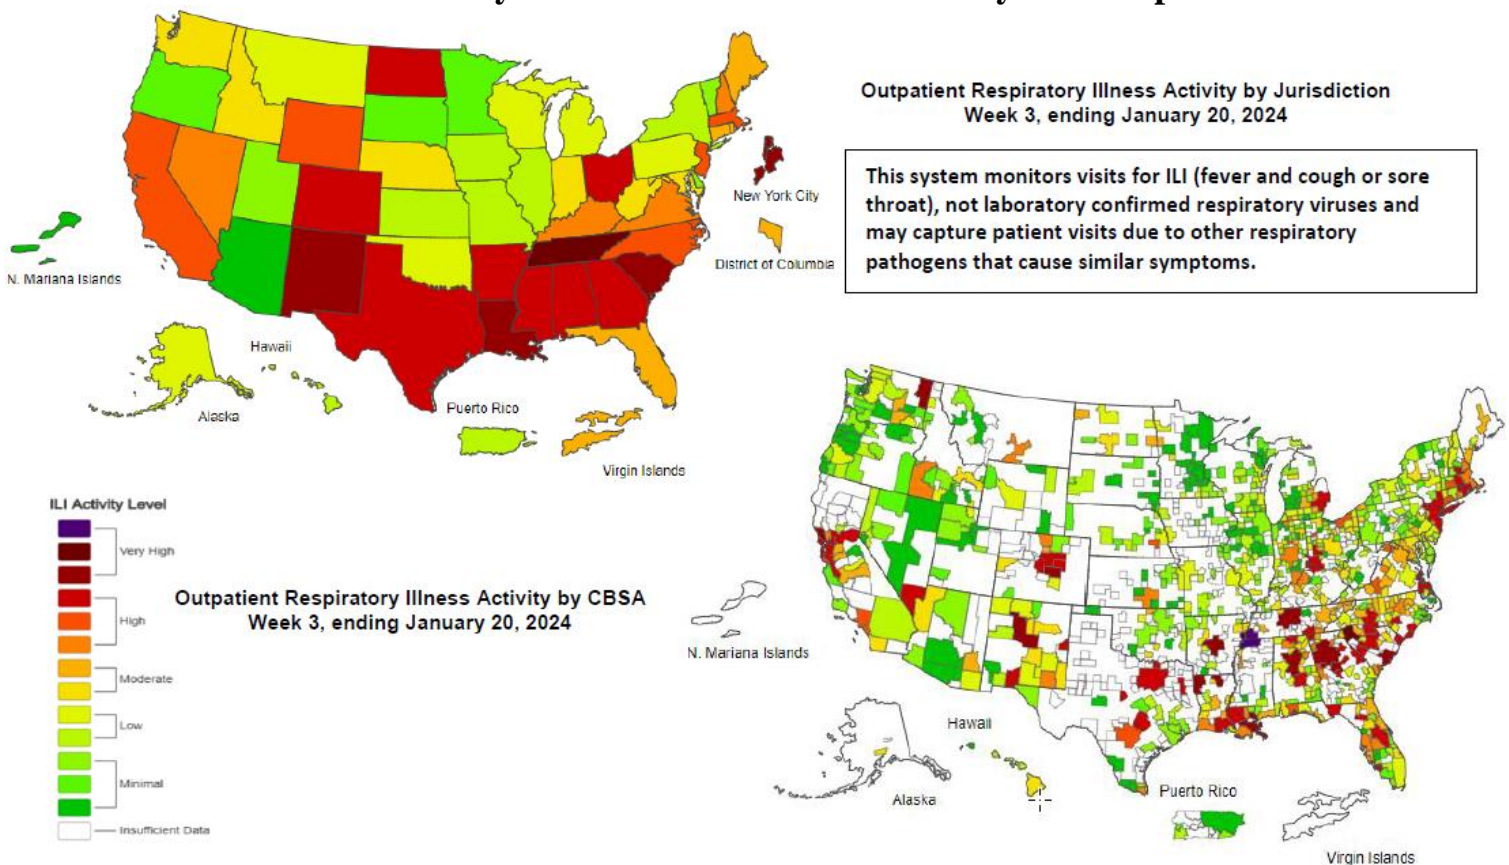 Outpatient Respiratory Illness Activity by Jurisdiction
Week 3, ending January 20, 2024
This system monitors visits for ILI (fever and cough or sore
throat), not laboratory confirmed respiratory viruses and
may capture patient visits due to other respiratory
pathogens that cause similar symptoms.
New York City
District of Columbia
N. Mariana Islands
Hawaii
Alaska
Puerto Rico
Virgin Islands
ILI Activity Level
Very High
High
Moderate
Low
Minimal
Insufficient Data
Outpatient Respiratory Illness Activity by CBSA
Week 3, ending January 20, 2024
N. Mariana Islands
Hawaii
Alaska
Puerto Rico
Virgin Islands